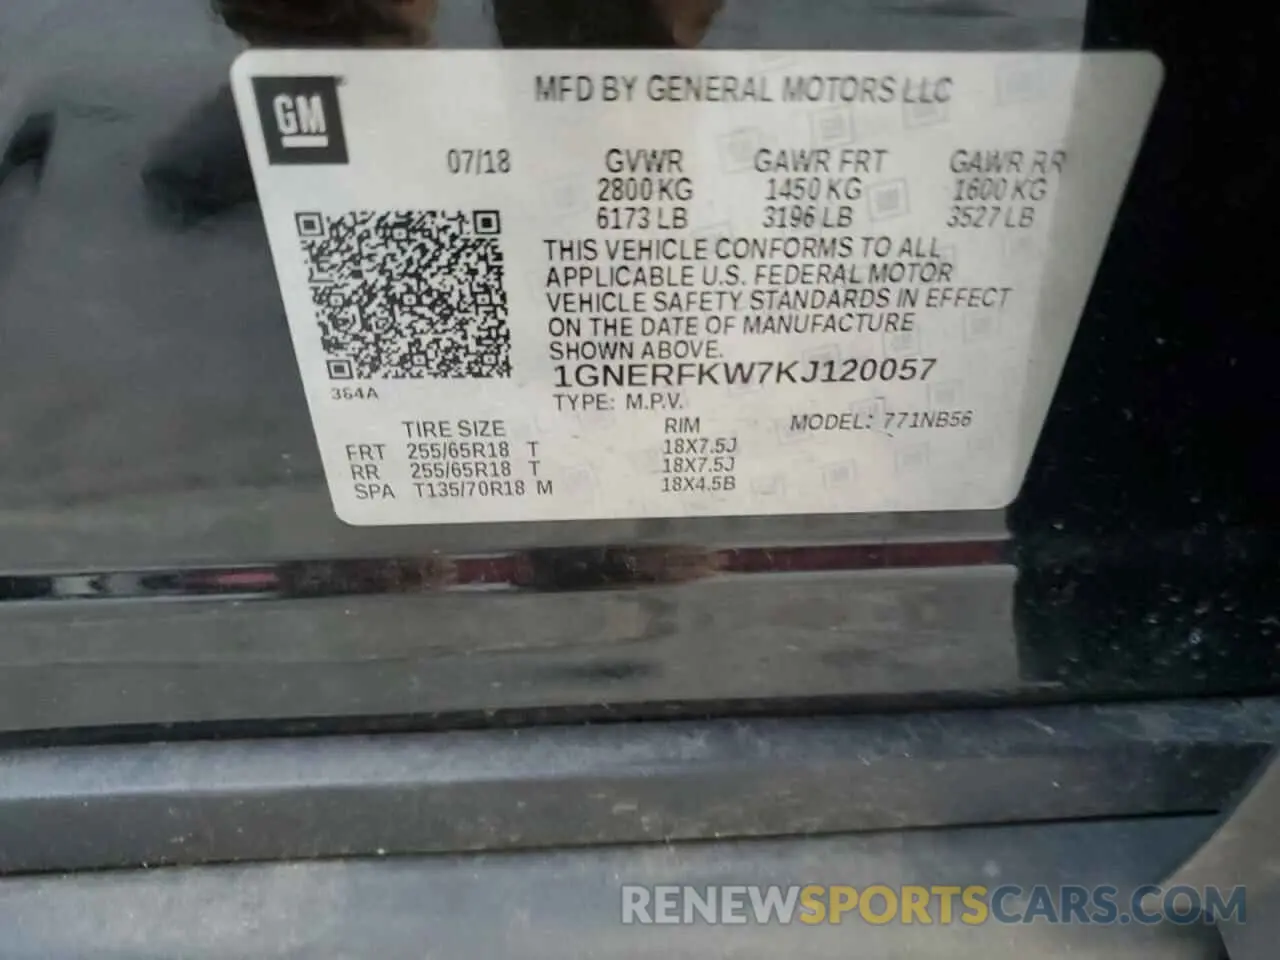 GM
MFD BY GENERAL MOTORS LLC
07/18 GVWR GAWR FRT GAWR RR
2800 KG 1450 KG 1600 KG
6173 LB 3196 LB 3527 LB
THIS VEHICLE CONFORMS TO ALL
APPLICABLE U.S. FEDERAL MOTOR
VEHICLE SAFETY STANDARDS IN EFFECT
ON THE DATE OF MANUFACTURE
SHOWN ABOVE.
1GNERFKW7KJ120057
364A
TYPE: M.P.V.
TIRE SIZE RIM MODEL: 771NB56
FRT 255/65R18 T 18X7.5J
RR 255/65R18 T 18X7.5J
SPA T135/70R18 M 18X4.5B
RENEWSPORTSCARS.COM